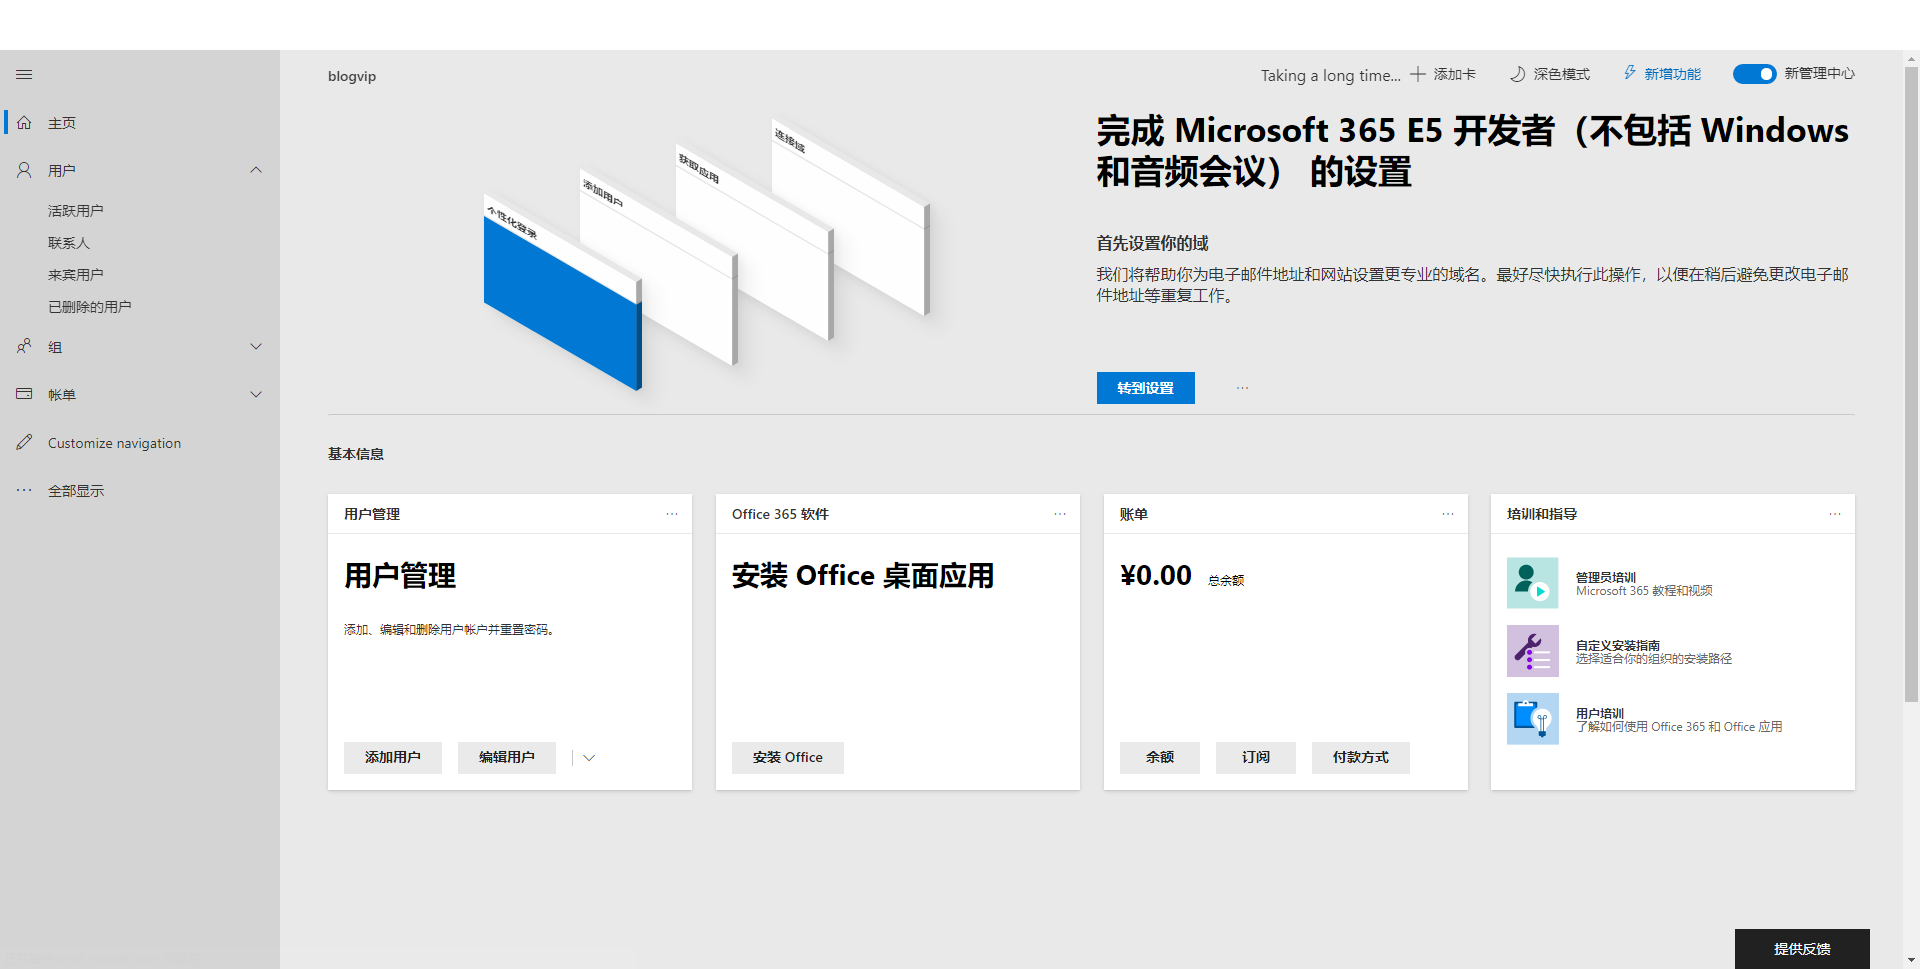 blogvip
Taking a long time...
添加卡
深色模式
新增功能
新管理中心
主页
用户
活跃用户
联系人
来宾用户
已删除的用户
组
帐单
Customize navigation
全部显示
个性化登录
添加用户
获取应用
连接域
完成 Microsoft 365 E5 开发者（不包括 Windows
和音频会议） 的设置
首先设置你的域
我们将帮助你为电子邮件地址和网站设置更专业的域名。最好尽快执行此操作，以便在稍后避免更改电子邮
件地址等重复工作。
转到设置
基本信息
用户管理
用户管理
添加、编辑和删除用户帐户并重置密码。
添加用户
编辑用户
Office 365 软件
安装 Office 桌面应用
安装 Office
账单
¥0.00 总余额
余额
订阅
付款方式
培训和指导
管理员培训
Microsoft 365 教程和视频
自定义安装指南
选择适合你的组织的安装路径
用户培训
了解如何使用 Office 365 和 Office 应用
提供反馈